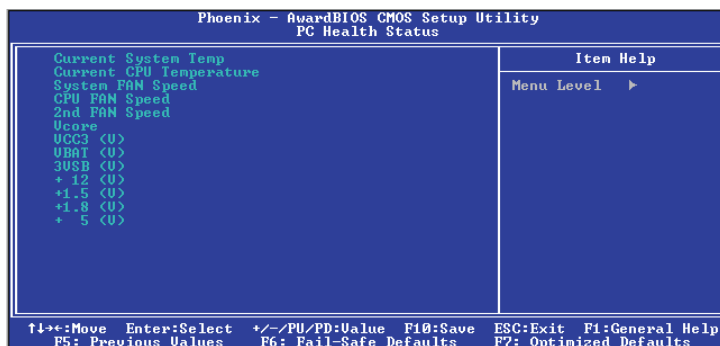 Phoenix - AwardBIOS CMOS Setup Utility
PC Health Status
Current System Temp
Current CPU Temperature
System FAN Speed
CPU FAN Speed
2nd FAN Speed
Vcore
VCC3 (V)
VBAT (V)
3VSB (V)
+ 12 (V)
+1.5 (V)
+1.8 (V)
+  5 (V)
Item Help
Menu Level ▶
↑↓→←:Move Enter:Select +/-/PU/PD:Value F10:Save ESC:Exit F1:General Help
F5: Previous Values F6: Fail-Safe Defaults F7: Optimized Defaults